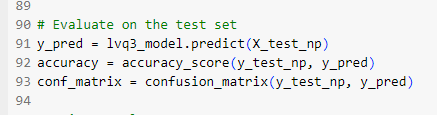 89
90 # Evaluate on the test set
91 y_pred = lvq3_model.predict(X_test_np)
92 accuracy = accuracy_score(y_test_np, y_pred)
93 conf_matrix = confusion_matrix(y_test_np, y_pred)
94